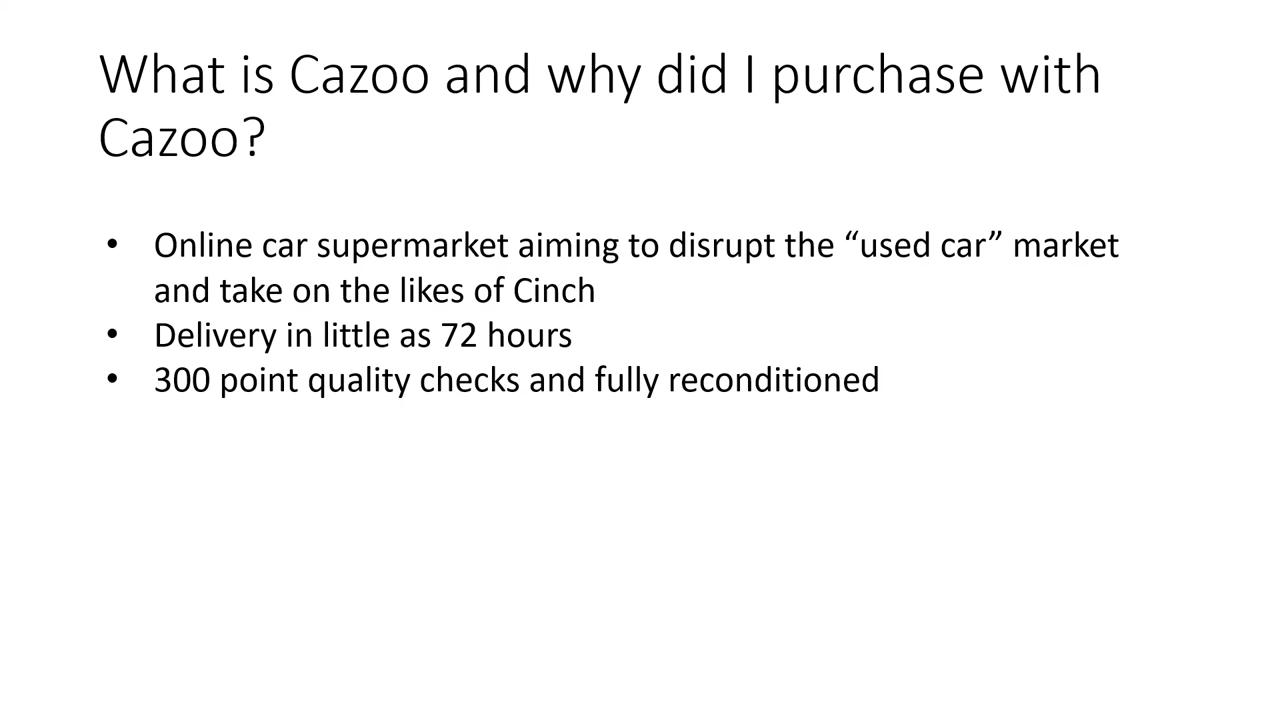 What is Cazoo and why did I purchase with
Cazoo?
• Online car supermarket aiming to disrupt the “used car” market
and take on the likes of Cinch
• Delivery in little as 72 hours
• 300 point quality checks and fully reconditioned